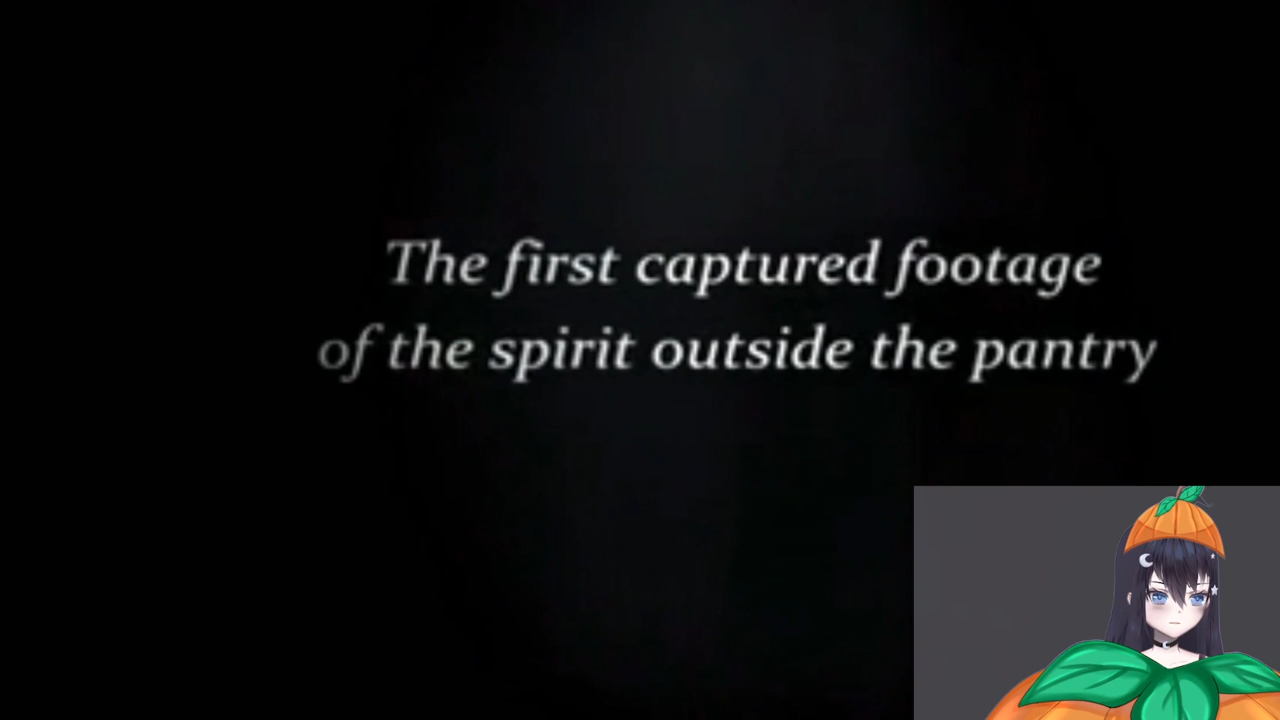 The first captured footage
of the spirit outside the pantry